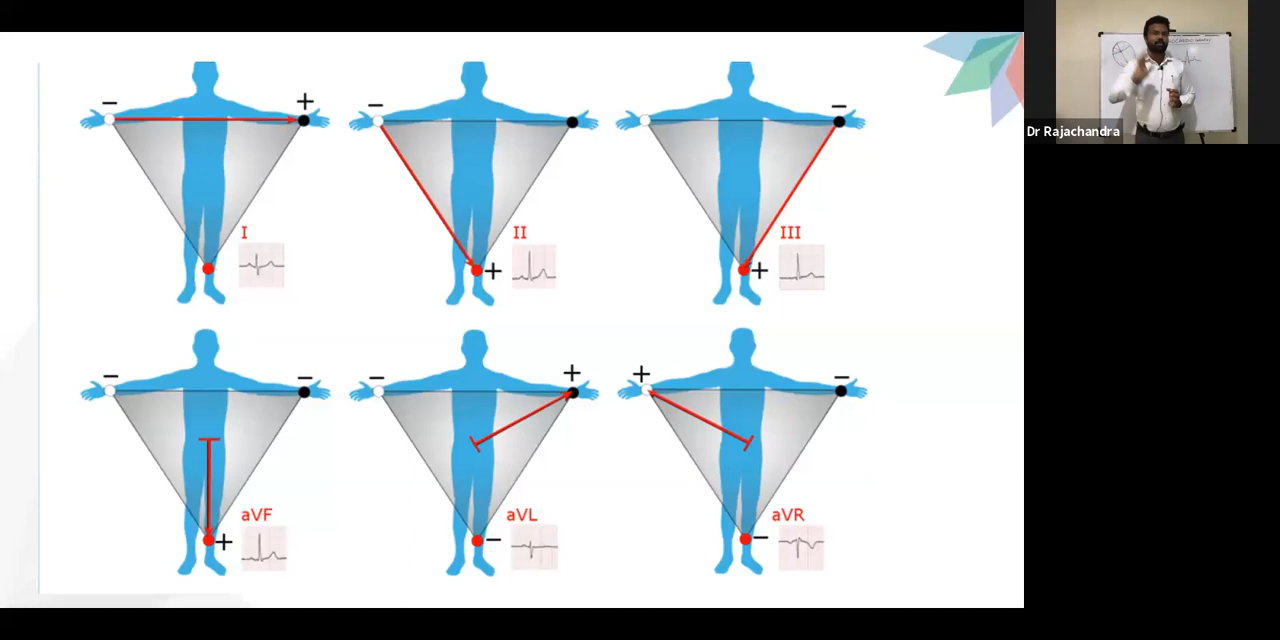 − +
−
−
Dr Rajachandra
I
II
III
+
+
− −
− +
+ −
aVF
aVL
aVR
+
−
−